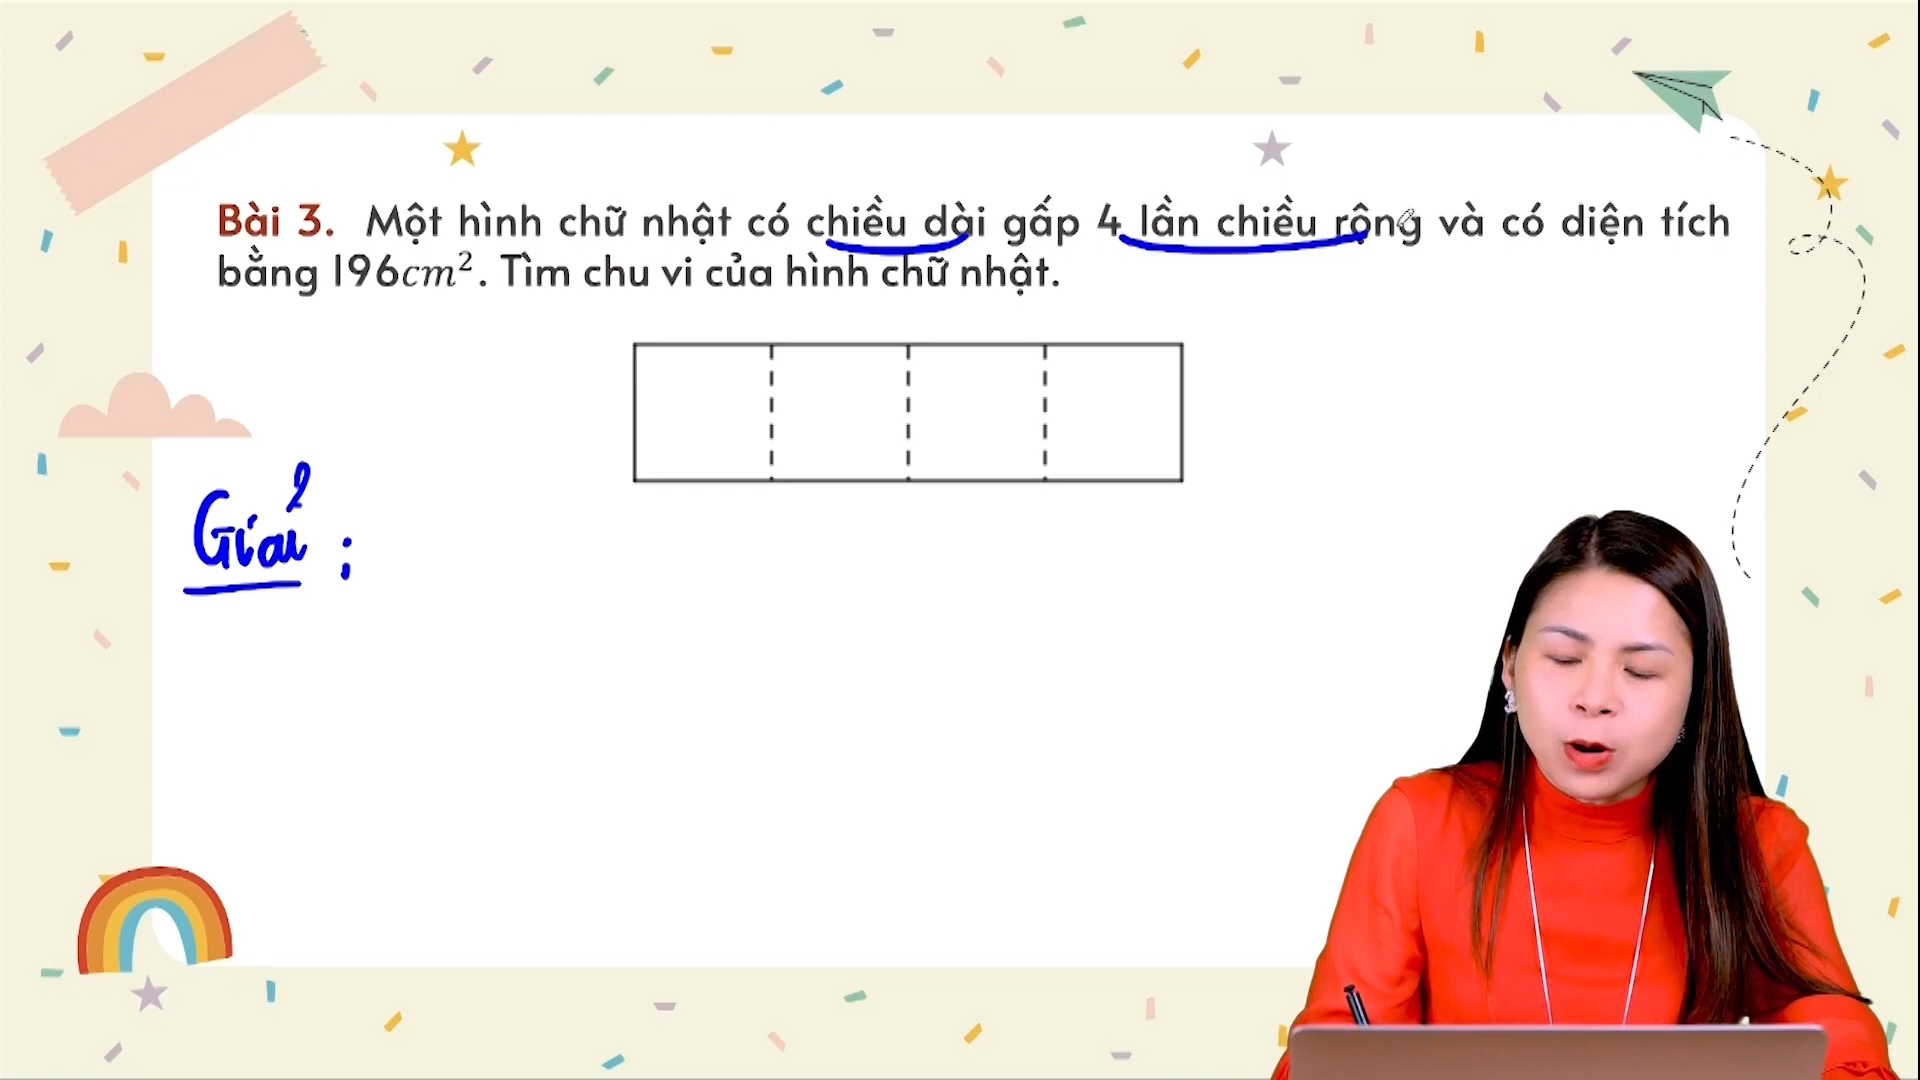 Bài 3. Một hình chữ nhật có chiều dài gấp 4 lần chiều rộng và có diện tích
bằng 196cm². Tìm chu vi của hình chữ nhật.
Giải :